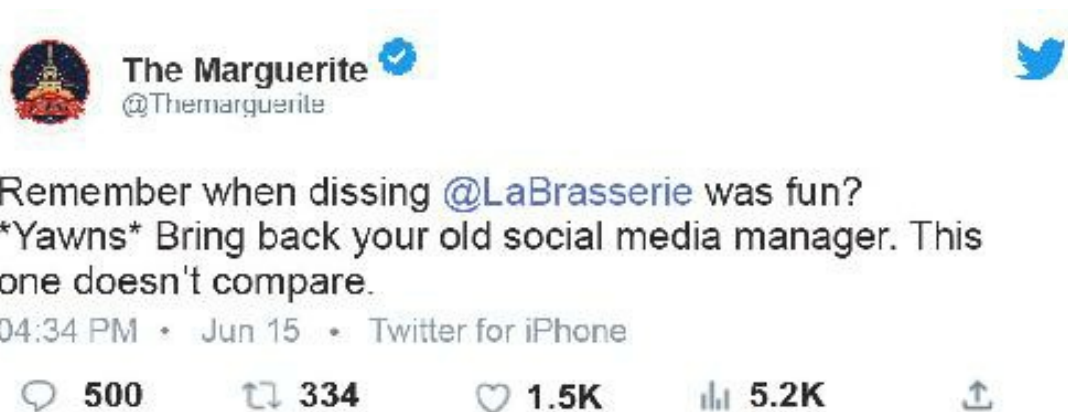 The Marguerite
@Themarguerite
Remember when dissing @LaBrasserie was fun?
*Yawns* Bring back your old social media manager. This
one doesn't compare.
04:34 PM • Jun 15 • Twitter for iPhone
500 334 1.5K 5.2K